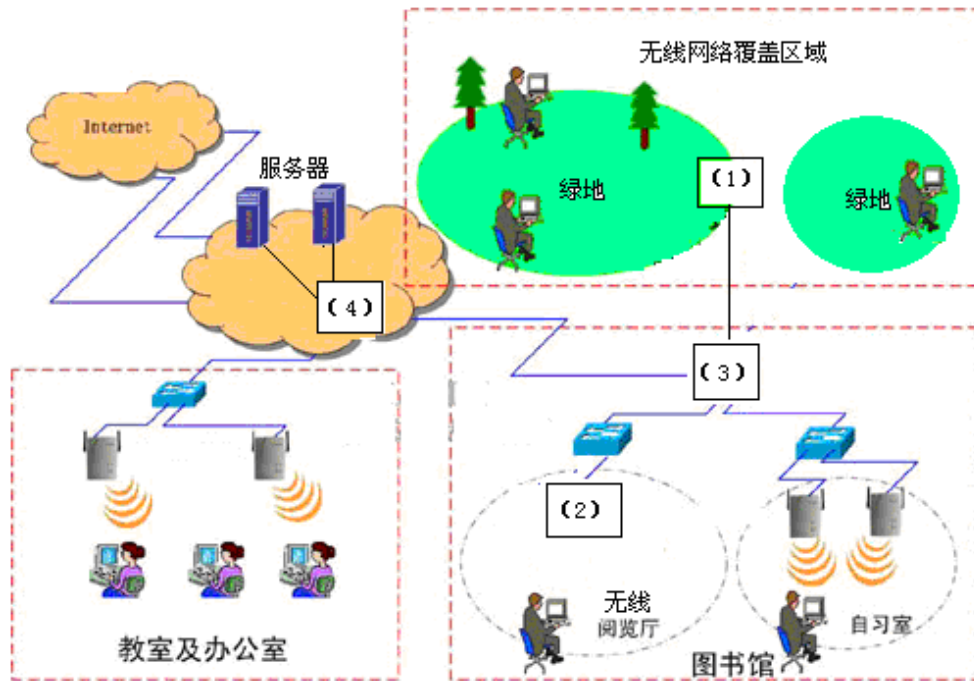 无线网络覆盖区域
Internet
服务器
(1)
绿地
绿地
(4)
(3)
(2)
无线
阅览厅
自习室
教室及办公室
图书馆